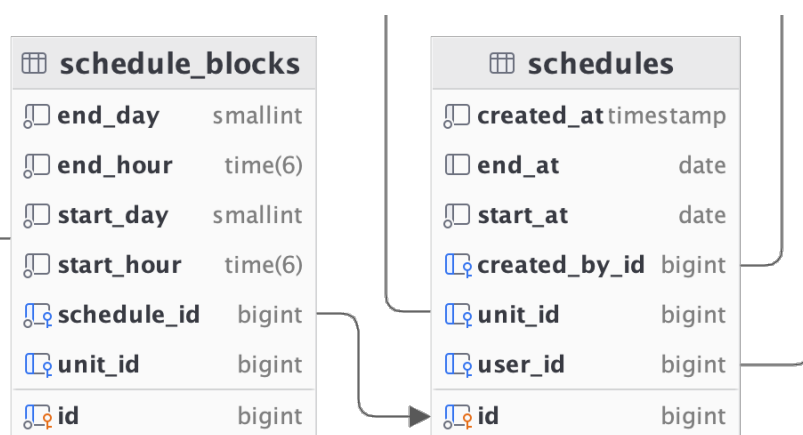 schedule_blocks
end_day smallint
end_hour time(6)
start_day smallint
start_hour time(6)
schedule_id bigint
unit_id bigint
id bigint
schedules
created_at timestamp
end_at date
start_at date
created_by_id bigint
unit_id bigint
user_id bigint
id bigint